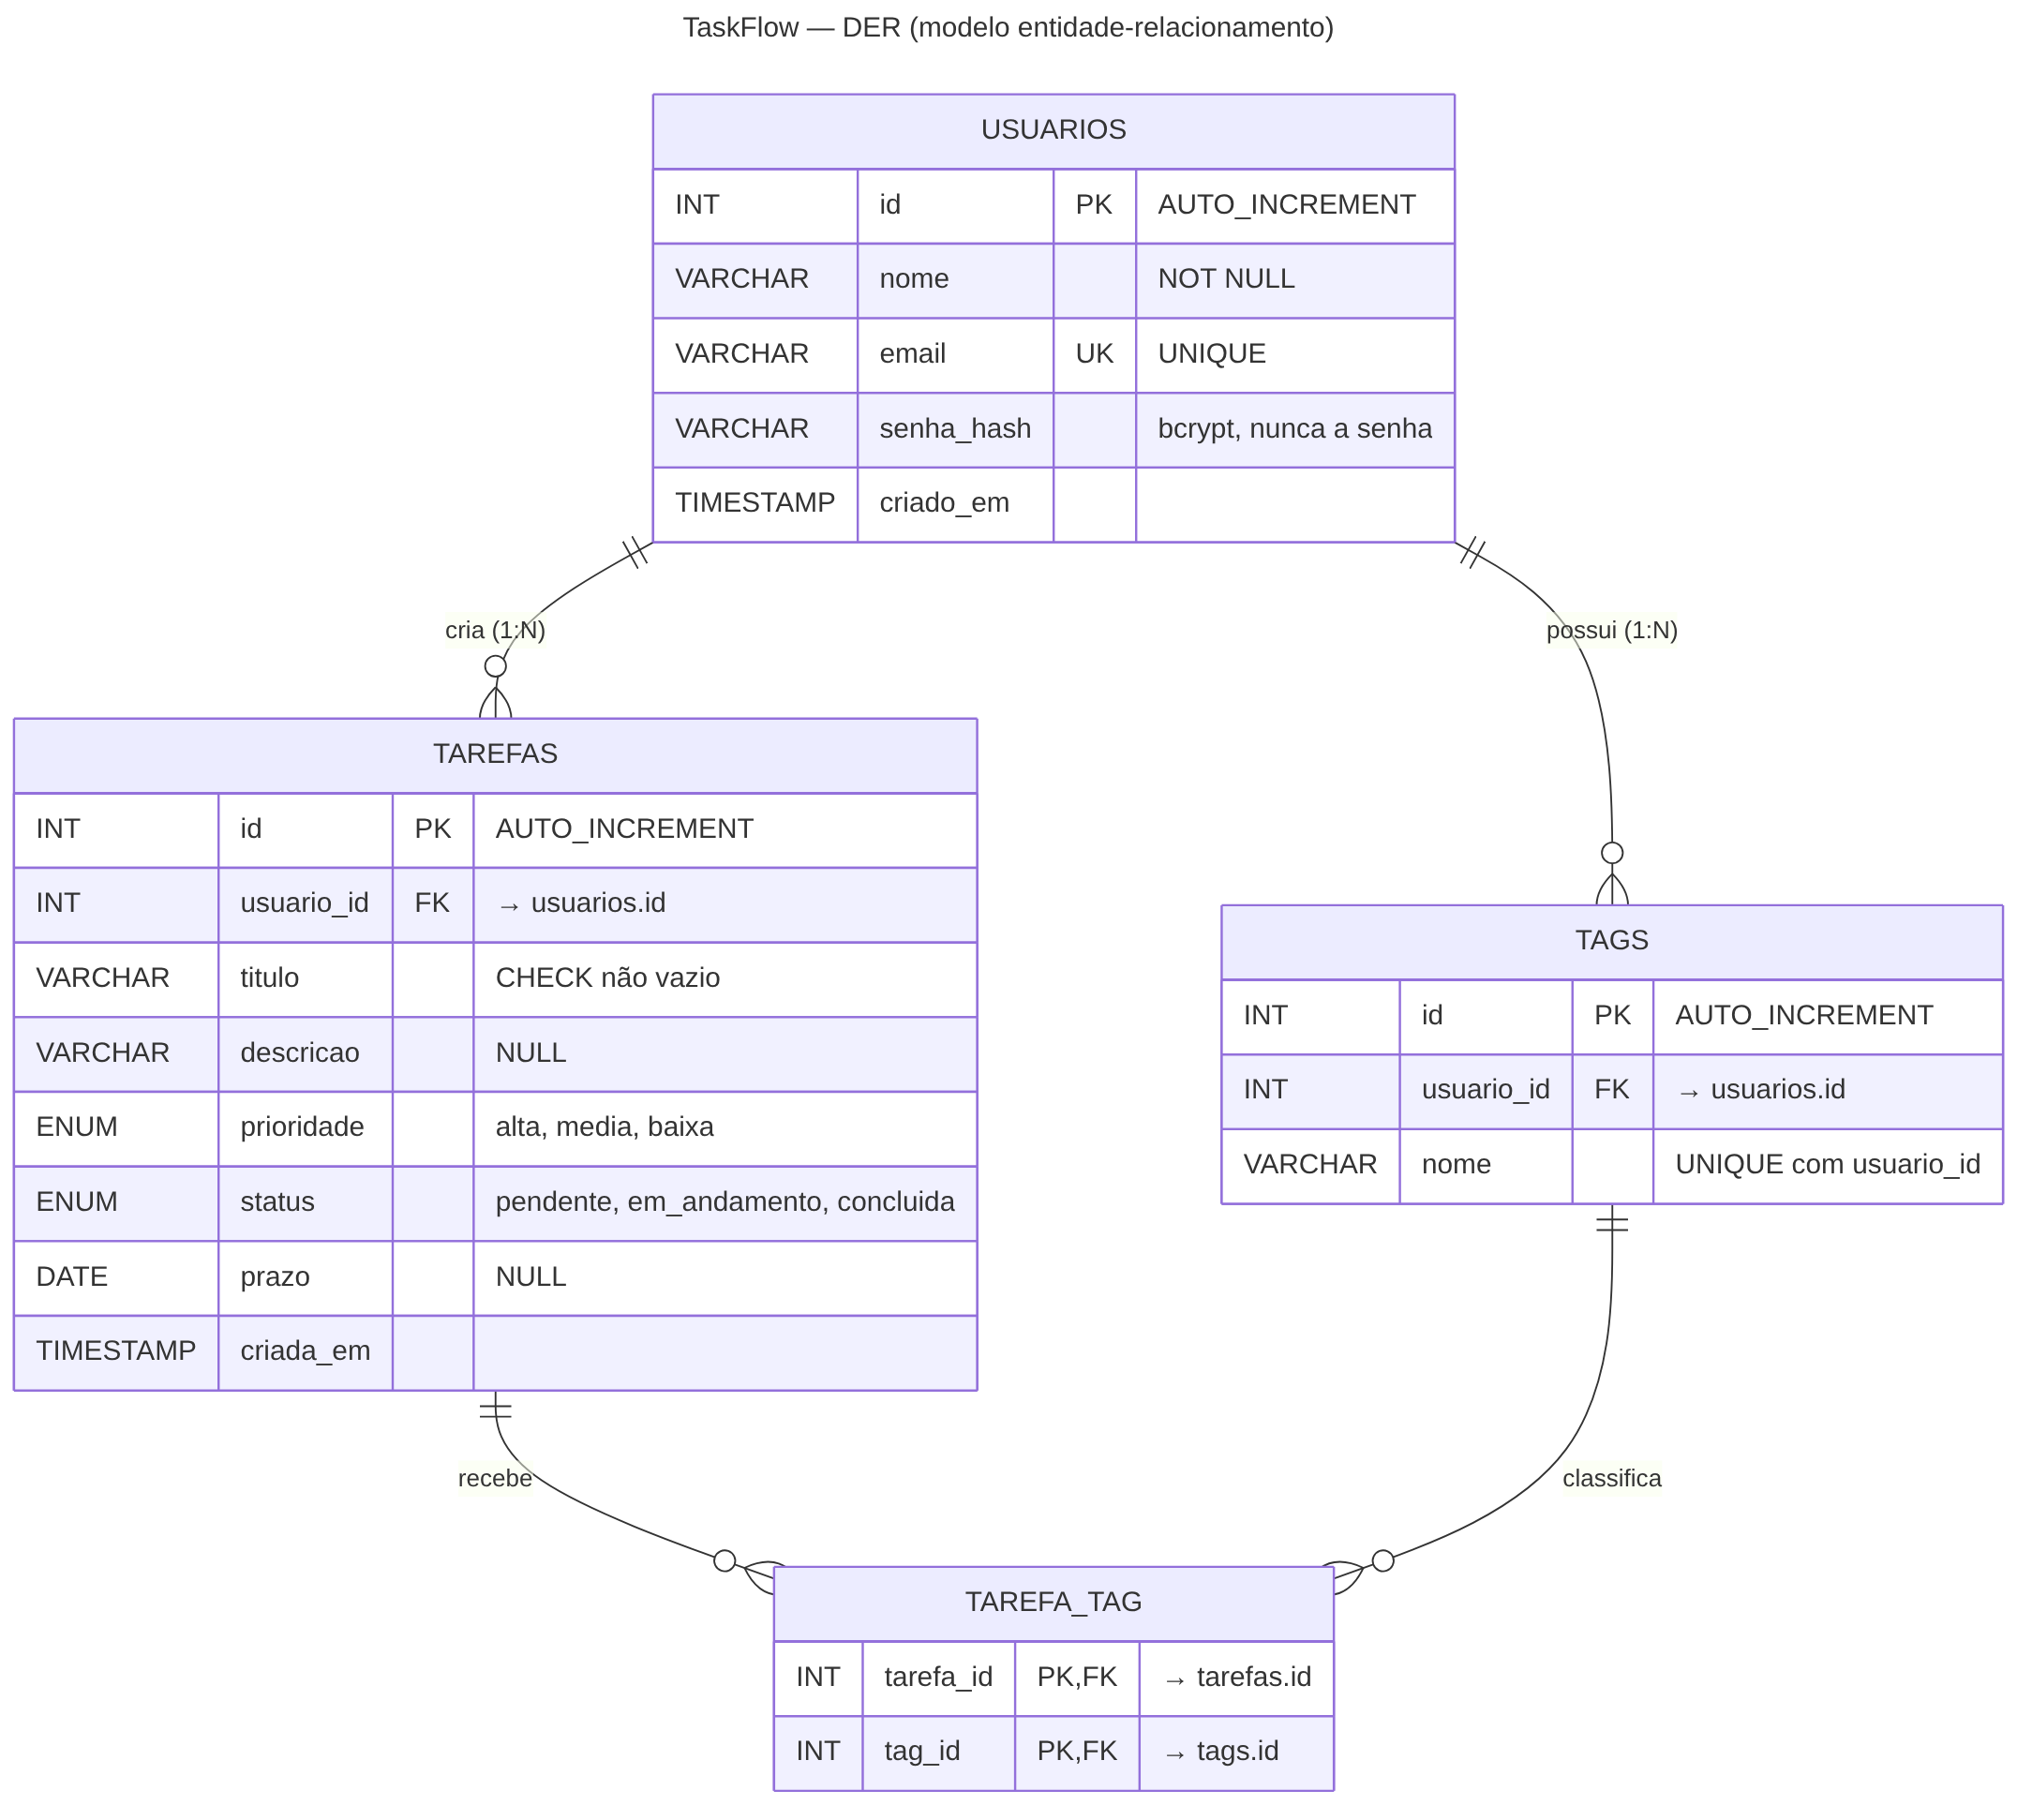 TaskFlow — DER (modelo entidade-relacionamento)
USUARIOS
INT id PK AUTO_INCREMENT
VARCHAR nome NOT NULL
VARCHAR email UK UNIQUE
VARCHAR senha_hash bcrypt, nunca a senha
TIMESTAMP criado_em
cria (1:N)
possui (1:N)
TAREFAS
INT id PK AUTO_INCREMENT
INT usuario_id FK → usuarios.id
VARCHAR titulo CHECK não vazio
VARCHAR descricao NULL
ENUM prioridade alta, media, baixa
ENUM status pendente, em_andamento, concluida
DATE prazo NULL
TIMESTAMP criada_em
TAGS
INT id PK AUTO_INCREMENT
INT usuario_id FK → usuarios.id
VARCHAR nome UNIQUE com usuario_id
recebe
classifica
TAREFA_TAG
INT tarefa_id PK,FK → tarefas.id
INT tag_id PK,FK → tags.id